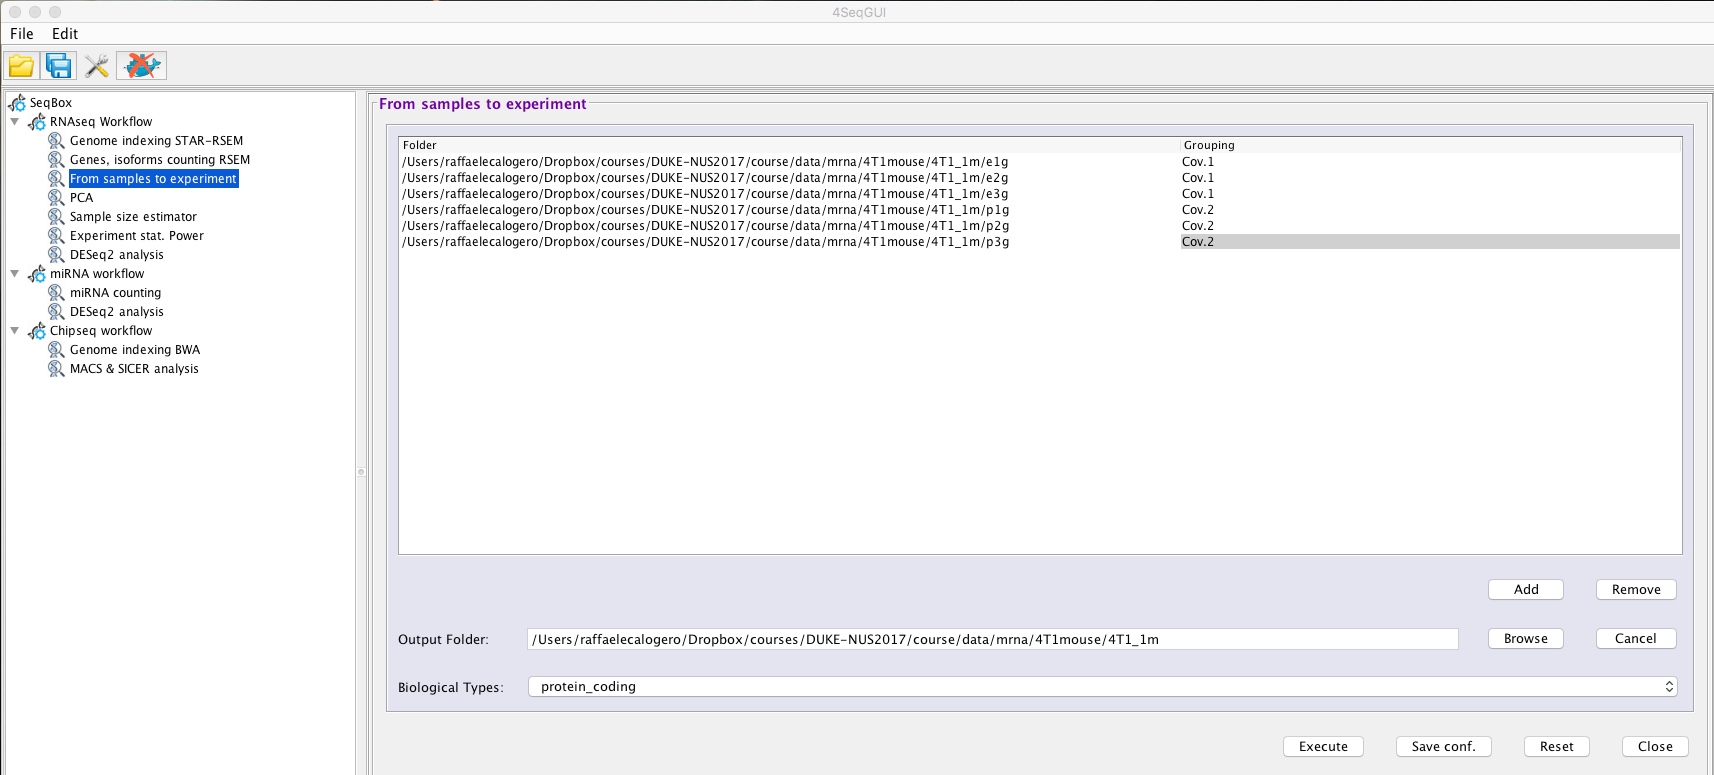 4SeqGUI
File Edit
SeqBox
RNAseq Workflow
Genome indexing STAR-RSEM
Genes, isoforms counting RSEM
From samples to experiment
PCA
Sample size estimator
Experiment stat. Power
DESeq2 analysis
miRNA workflow
miRNA counting
DESeq2 analysis
Chipseq workflow
Genome indexing BWA
MACS & SICER analysis
From samples to experiment
Folder Grouping
/Users/raffaelecalogero/Dropbox/courses/DUKE-NUS2017/course/data/mrna/4T1mouse/4T1_1m/e1g Cov.1
/Users/raffaelecalogero/Dropbox/courses/DUKE-NUS2017/course/data/mrna/4T1mouse/4T1_1m/e2g Cov.1
/Users/raffaelecalogero/Dropbox/courses/DUKE-NUS2017/course/data/mrna/4T1mouse/4T1_1m/e3g Cov.1
/Users/raffaelecalogero/Dropbox/courses/DUKE-NUS2017/course/data/mrna/4T1mouse/4T1_1m/p1g Cov.2
/Users/raffaelecalogero/Dropbox/courses/DUKE-NUS2017/course/data/mrna/4T1mouse/4T1_1m/p2g Cov.2
/Users/raffaelecalogero/Dropbox/courses/DUKE-NUS2017/course/data/mrna/4T1mouse/4T1_1m/p3g Cov.2
Add Remove
Output Folder: /Users/raffaelecalogero/Dropbox/courses/DUKE-NUS2017/course/data/mrna/4T1mouse/4T1_1m Browse Cancel
Biological Types: protein_coding
Execute Save conf. Reset Close